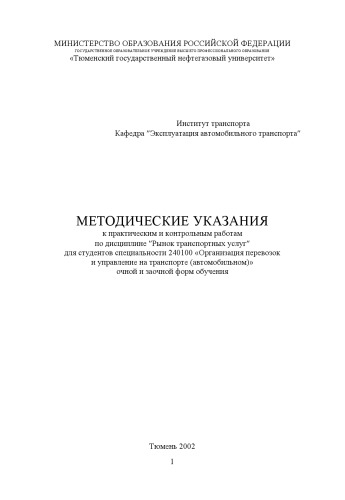 МИНИСТЕРСТВО ОБРАЗОВАНИЯ РОССИЙСКОЙ ФЕДЕРАЦИИ
ГОСУДАРСТВЕННОЕ ОБРАЗОВАТЕЛЬНОЕ УЧРЕЖДЕНИЕ ВЫСШЕГО ПРОФЕССИОНАЛЬНОГО ОБРАЗОВАНИЯ
«Тюменский государственный нефтегазовый университет»
Институт транспорта
Кафедра "Эксплуатация автомобильного транспорта"
МЕТОДИЧЕСКИЕ УКАЗАНИЯ
к практическим и контрольным работам
по дисциплине "Рынок транспортных услуг"
для студентов специальности 240100 «Организация перевозок
и управление на транспорте (автомобильном)»
очной и заочной форм обучения
Тюмень 2002
1